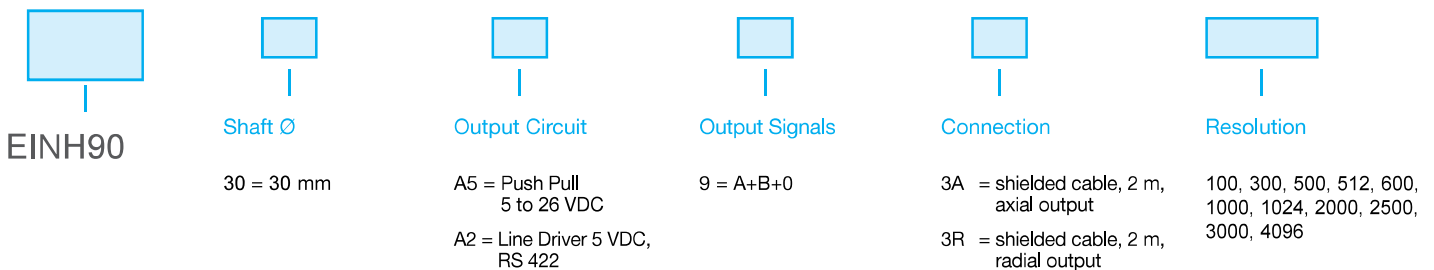 EINH90
Shaft Ø
30 = 30 mm
Output Circuit
A5 = Push Pull
5 to 26 VDC
A2 = Line Driver 5 VDC,
RS 422
Output Signals
9 = A+B+0
Connection
3A = shielded cable, 2 m,
axial output
3R = shielded cable, 2 m,
radial output
Resolution
100, 300, 500, 512, 600,
1000, 1024, 2000, 2500,
3000, 4096